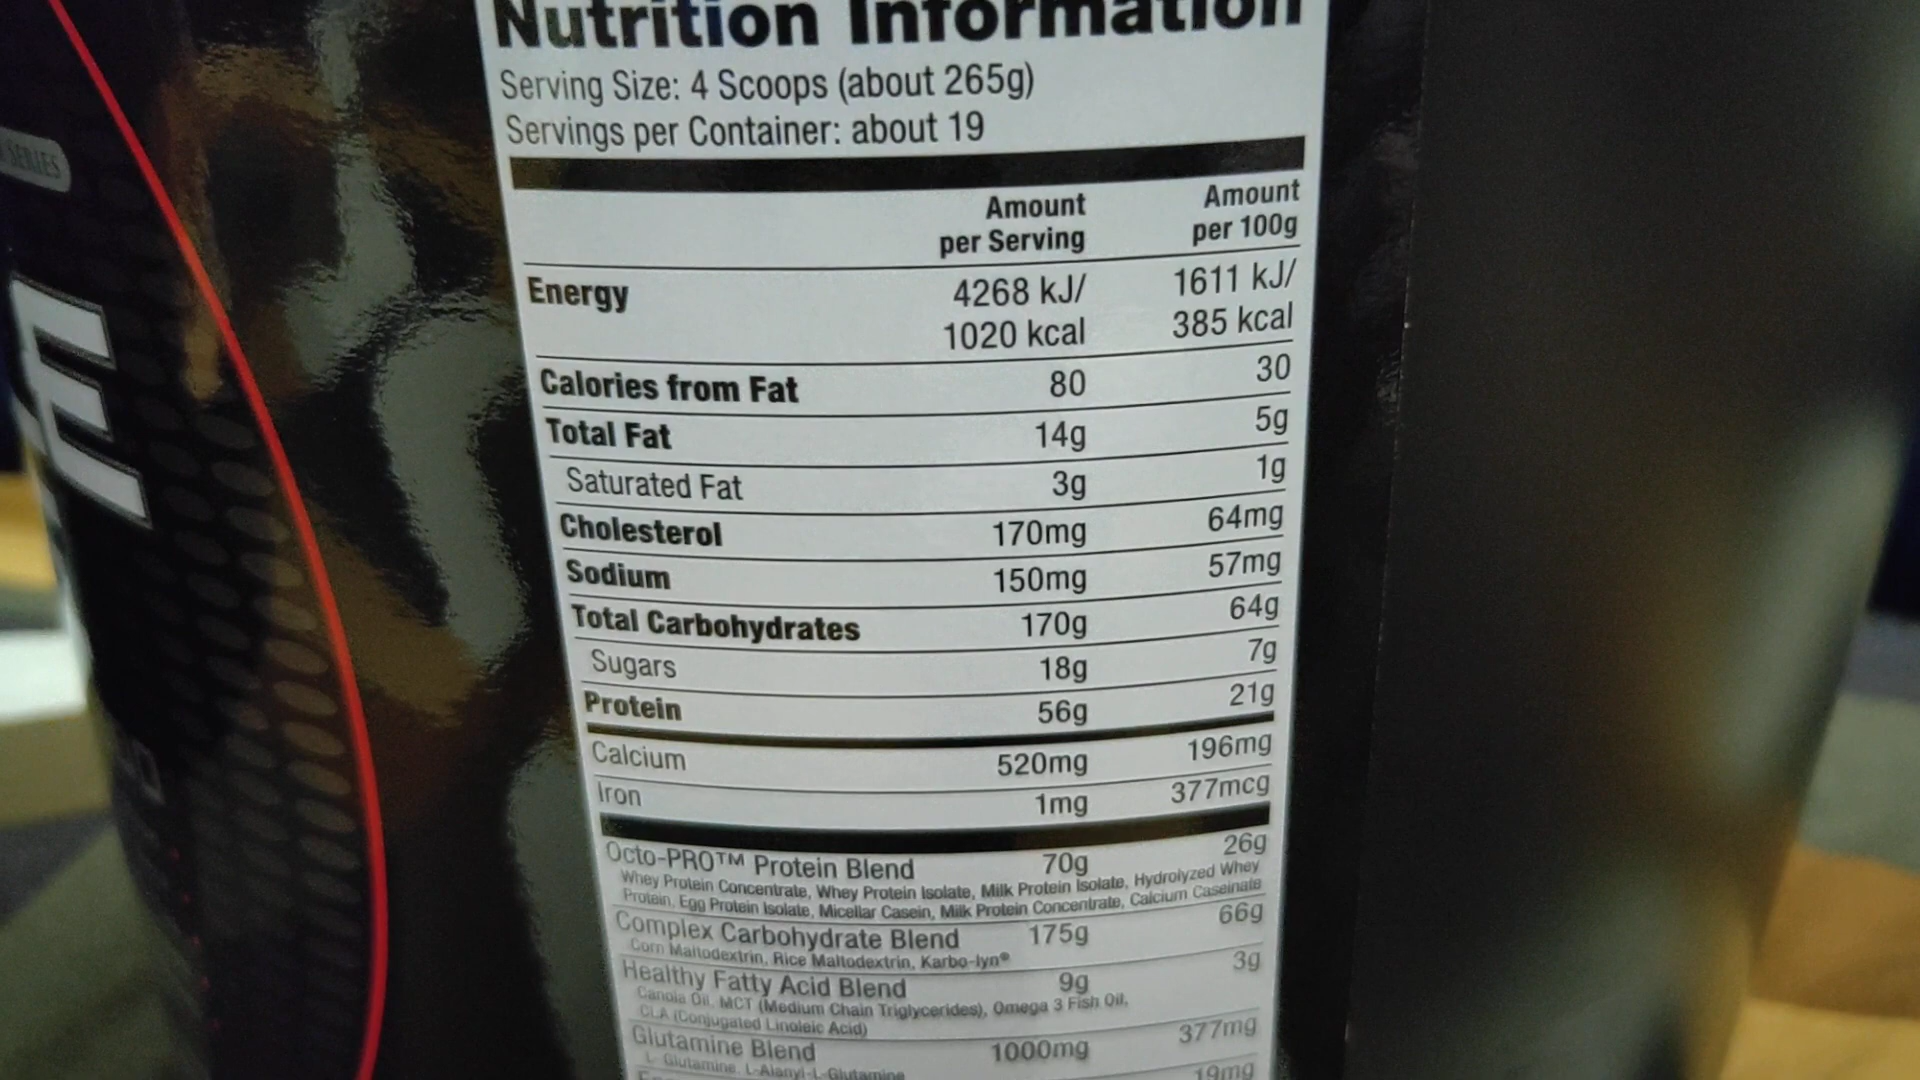 SERIES
E
Nutrition Information
Serving Size: 4 Scoops (about 265g)
Servings per Container: about 19
Amount per Serving Amount per 100g
Energy 4268 kJ/ 1611 kJ/
1020 kcal 385 kcal
Calories from Fat 80 30
Total Fat 14g 5g
Saturated Fat 3g 1g
Cholesterol 170mg 64mg
Sodium 150mg 57mg
Total Carbohydrates 170g 64g
Sugars 18g 7g
Protein 56g 21g
Calcium 520mg 196mg
Iron 1mg 377mcg
Octo-PRO™ Protein Blend 70g 26g
Whey Protein Concentrate, Whey Protein Isolate, Milk Protein Isolate, Hydrolyzed Whey
Protein, Egg Protein Isolate, Micellar Casein, Milk Protein Concentrate, Calcium Caseinate
Complex Carbohydrate Blend 175g 66g
Corn Maltodextrin, Rice Maltodextrin, Karbo-lyn®
Healthy Fatty Acid Blend 9g 3g
Canola Oil, MCT (Medium Chain Triglycerides), Omega 3 Fish Oil,
CLA (Conjugated Linoleic Acid)
Glutamine Blend 1000mg 377mg
L-Glutamine, L-Alanyl-L-Glutamine
19mg